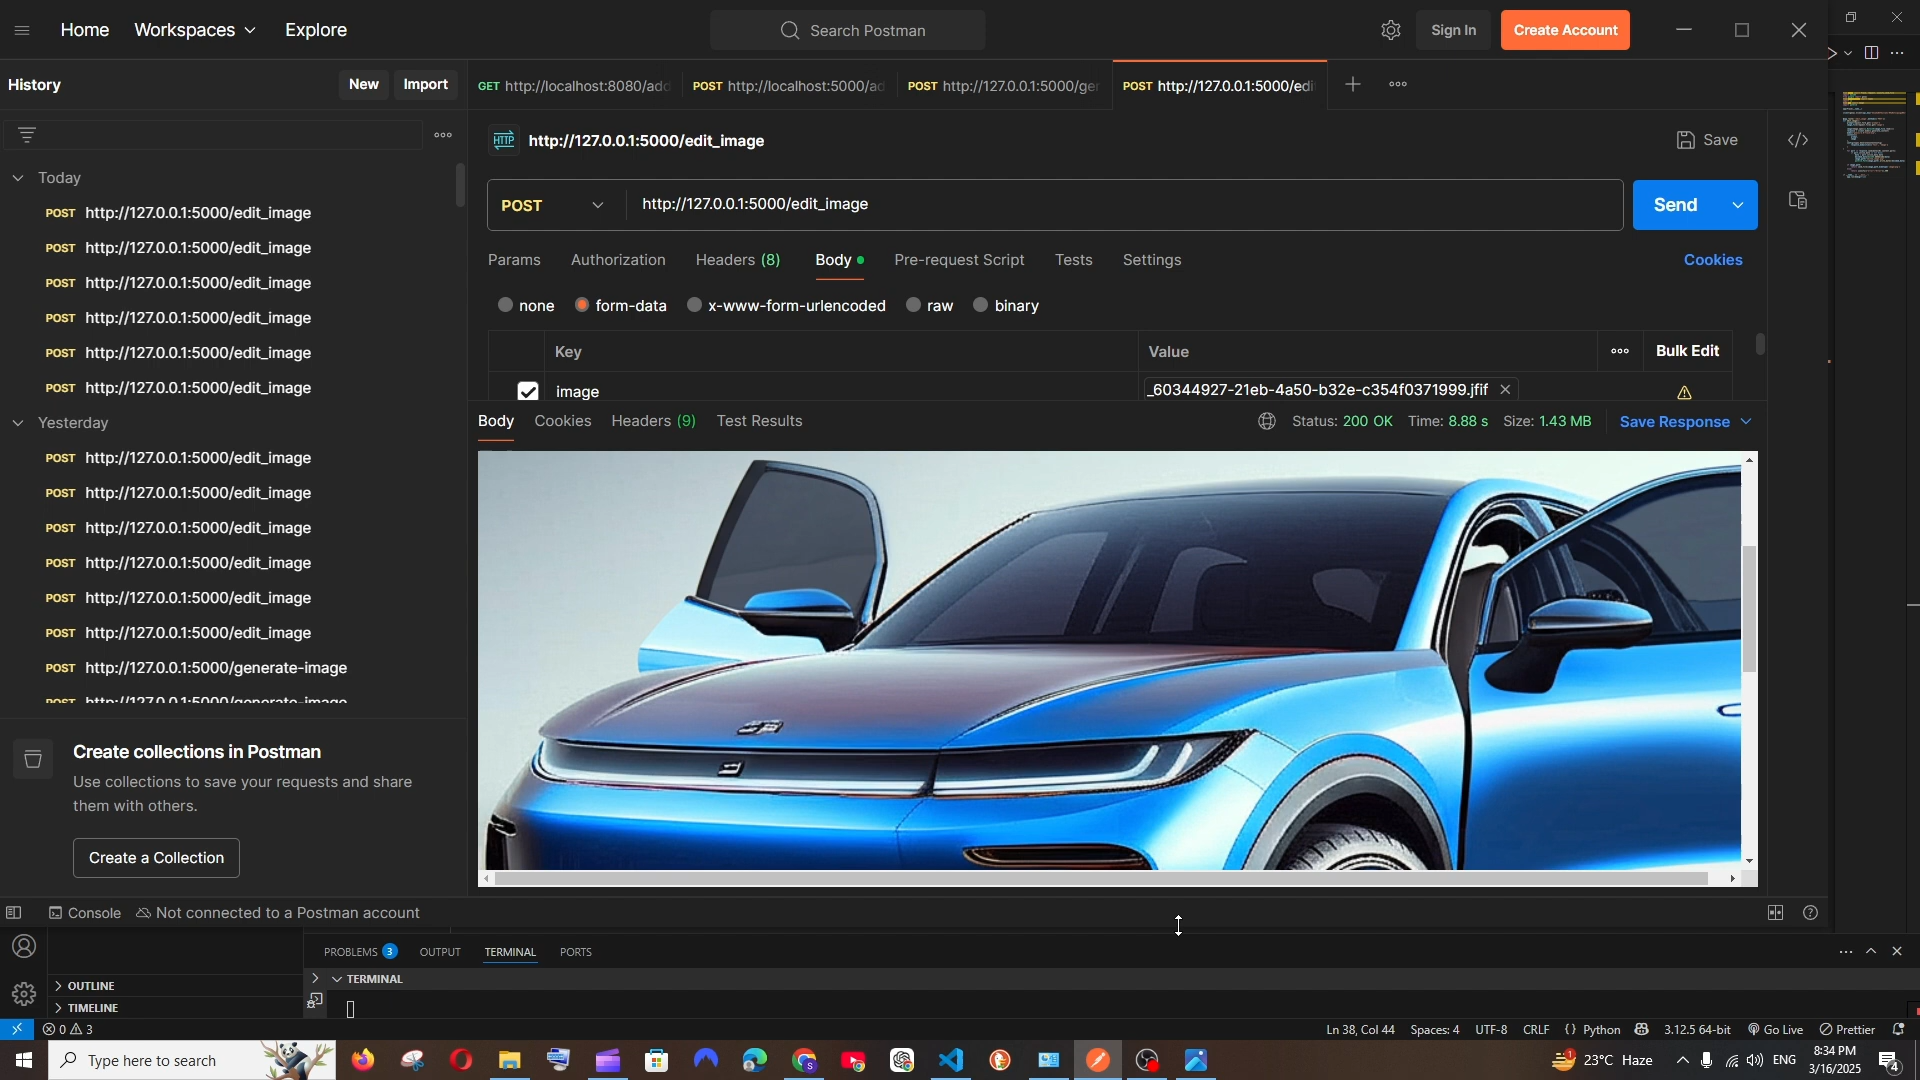 Home
Workspaces
Explore
Search Postman
Sign In
Create Account
History
New
Import
GET http://localhost:8080/add
POST http://localhost:5000/ad
POST http://127.0.0.1:5000/ger
POST http://127.0.0.1:5000/edi
HTTP http://127.0.0.1:5000/edit_image
Save
Today
POST http://127.0.0.1:5000/edit_image
POST http://127.0.0.1:5000/edit_image
POST http://127.0.0.1:5000/edit_image
POST http://127.0.0.1:5000/edit_image
POST http://127.0.0.1:5000/edit_image
POST http://127.0.0.1:5000/edit_image
Yesterday
POST http://127.0.0.1:5000/edit_image
POST http://127.0.0.1:5000/edit_image
POST http://127.0.0.1:5000/edit_image
POST http://127.0.0.1:5000/edit_image
POST http://127.0.0.1:5000/edit_image
POST http://127.0.0.1:5000/edit_image
POST http://127.0.0.1:5000/generate-image
POST http://127.0.0.1:5000/generate-image
Create collections in Postman
Use collections to save your requests and share
them with others.
Create a Collection
POST
http://127.0.0.1:5000/edit_image
Send
Params
Authorization
Headers (8)
Body
Pre-request Script
Tests
Settings
Cookies
none
form-data
x-www-form-urlencoded
raw
binary
Key
Value
Bulk Edit
image
_60344927-21eb-4a50-b32e-c354f0371999.jfif
Body
Cookies
Headers (9)
Test Results
Status: 200 OK
Time: 8.88 s
Size: 1.43 MB
Save Response
Console
Not connected to a Postman account
PROBLEMS 3
OUTPUT
TERMINAL
PORTS
TERMINAL
OUTLINE
TIMELINE
0 3
Ln 38, Col 44
Spaces: 4
UTF-8
CRLF
{} Python
3.12.5 64-bit
Go Live
Prettier
Type here to search
1
23°C Haze
ENG
8:34 PM
3/16/2025
4